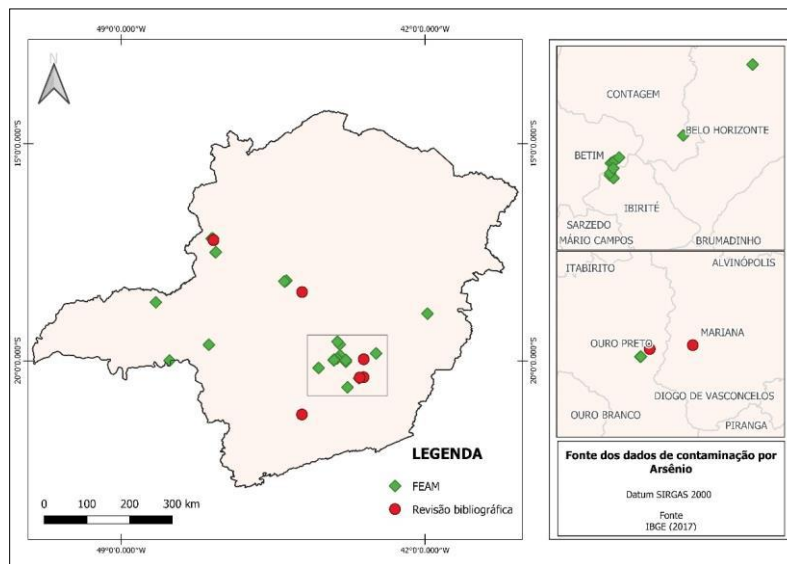 49°0'0.000"W
42°0'0.000"W
N
15°0'0.000"S
15°0'0.000"S
20°0'0.000"S
20°0'0.000"S
LEGENDA
FEAM
Revisão bibliográfica
0 100 200 300 km
49°0'0.000"W
42°0'0.000"W
CONTAGEM
BELO HORIZONTE
BETIM
IBIRITÉ
SARZEDO
MÁRIO CAMPOS
BRUMADINHO
ITABIRITO
ALVINÓPOLIS
OURO PRETO
MARIANA
DIOGO DE VASCONCELOS
OURO BRANCO
PIRANGA
Fonte dos dados de contaminação por
Arsênio
Datum SIRGAS 2000
Fonte
IBGE (2017)